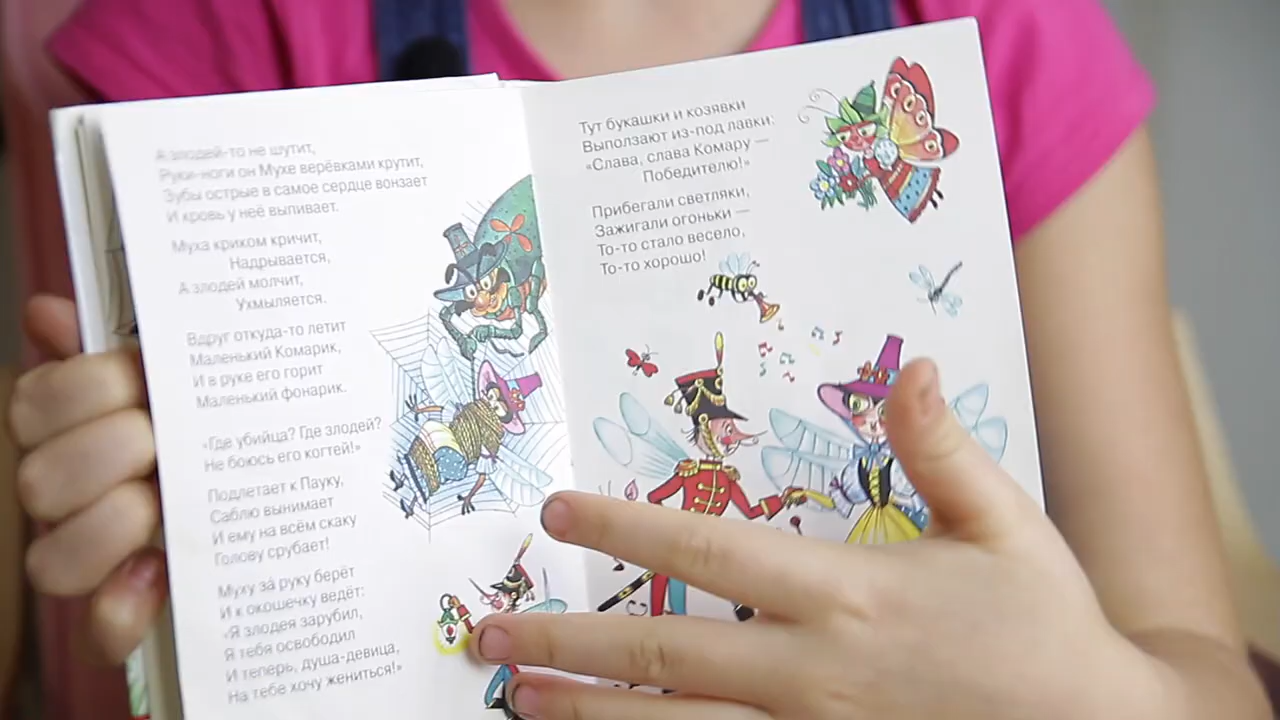 А злодей-то не шутит,
Руки-ноги он Мухе верёвками крутит,
Зубы острые в самое сердце вонзает
И кровь у неё выпивает.
Муха криком кричит,
Надрывается,
А злодей молчит,
Ухмыляется.
Вдруг откуда-то летит
Маленький Комарик,
И в руке его горит
Маленький фонарик.
«Где убийца? Где злодей?
Не боюсь его когтей!»
Подлетает к Пауку,
Саблю вынимает
И ему на всём скаку
Голову срубает!
Муху за́ руку берёт
И к окошечку ведёт:
«Я злодея зарубил,
Я тебя освободил
И теперь, душа-девица,
На тебе хочу жениться!»
Тут букашки и козявки
Выползают из-под лавки:
«Слава, слава Комару —
Победителю!»
Прибегали светляки,
Зажигали огоньки —
То-то стало весело,
То-то хорошо!